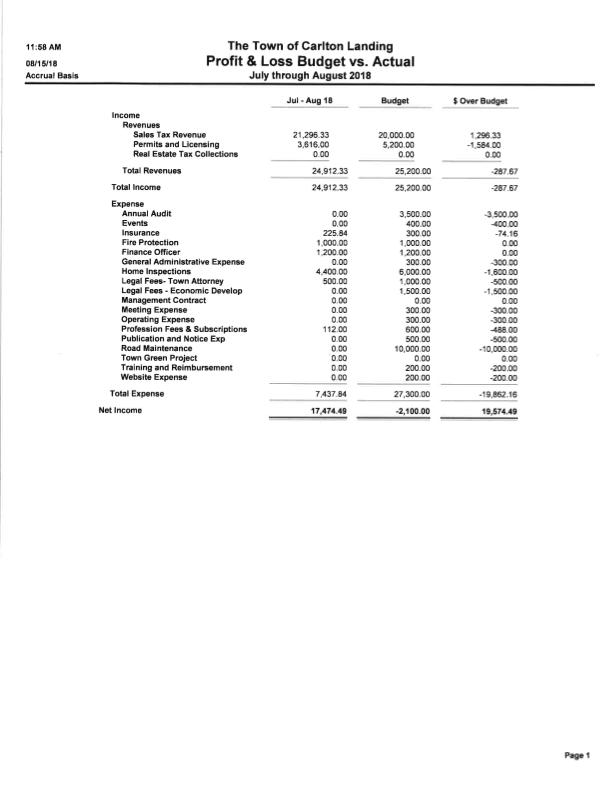 11:58 AM
The Town of Carlton Landing
08/15/18
Profit & Loss Budget vs. Actual
Accrual Basis
July through August 2018
Jul - Aug 18 Budget $ Over Budget
Income
Revenues
Sales Tax Revenue 21,296.33 20,000.00 1,296.33
Permits and Licensing 3,616.00 5,200.00 -1,584.00
Real Estate Tax Collections 0.00 0.00 0.00
Total Revenues 24,912.33 25,200.00 -287.67
Total Income 24,912.33 25,200.00 -287.67
Expense
Annual Audit 0.00 3,500.00 -3,500.00
Events 0.00 400.00 -400.00
Insurance 225.84 300.00 -74.16
Fire Protection 1,000.00 1,000.00 0.00
Finance Officer 1,200.00 1,200.00 0.00
General Administrative Expense 0.00 300.00 -300.00
Home Inspections 4,400.00 6,000.00 -1,600.00
Legal Fees- Town Attorney 500.00 1,000.00 -500.00
Legal Fees - Economic Develop 0.00 1,500.00 -1,500.00
Management Contract 0.00 0.00 0.00
Meeting Expense 0.00 300.00 -300.00
Operating Expense 0.00 300.00 -300.00
Profession Fees & Subscriptions 112.00 600.00 -488.00
Publication and Notice Exp 0.00 500.00 -500.00
Road Maintenance 0.00 10,000.00 -10,000.00
Town Green Project 0.00 0.00 0.00
Training and Reimbursement 0.00 200.00 -200.00
Website Expense 0.00 200.00 -200.00
Total Expense 7,437.84 27,300.00 -19,862.16
Net Income 17,474.49 -2,100.00 19,574.49
Page 1